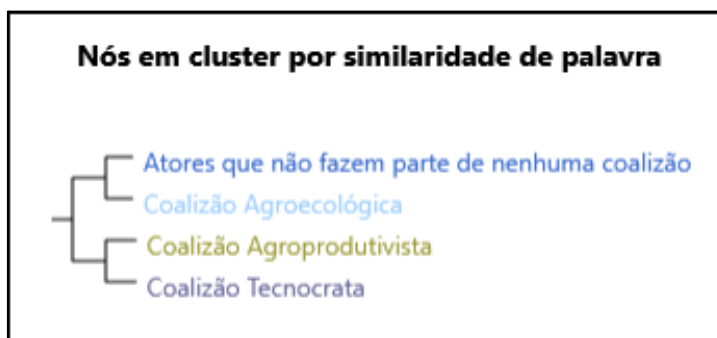 Nós em cluster por similaridade de palavra
Atores que não fazem parte de nenhuma coalizão
Coalizão Agroecológica
Coalizão Agroprodutivista
Coalizão Tecnocrata